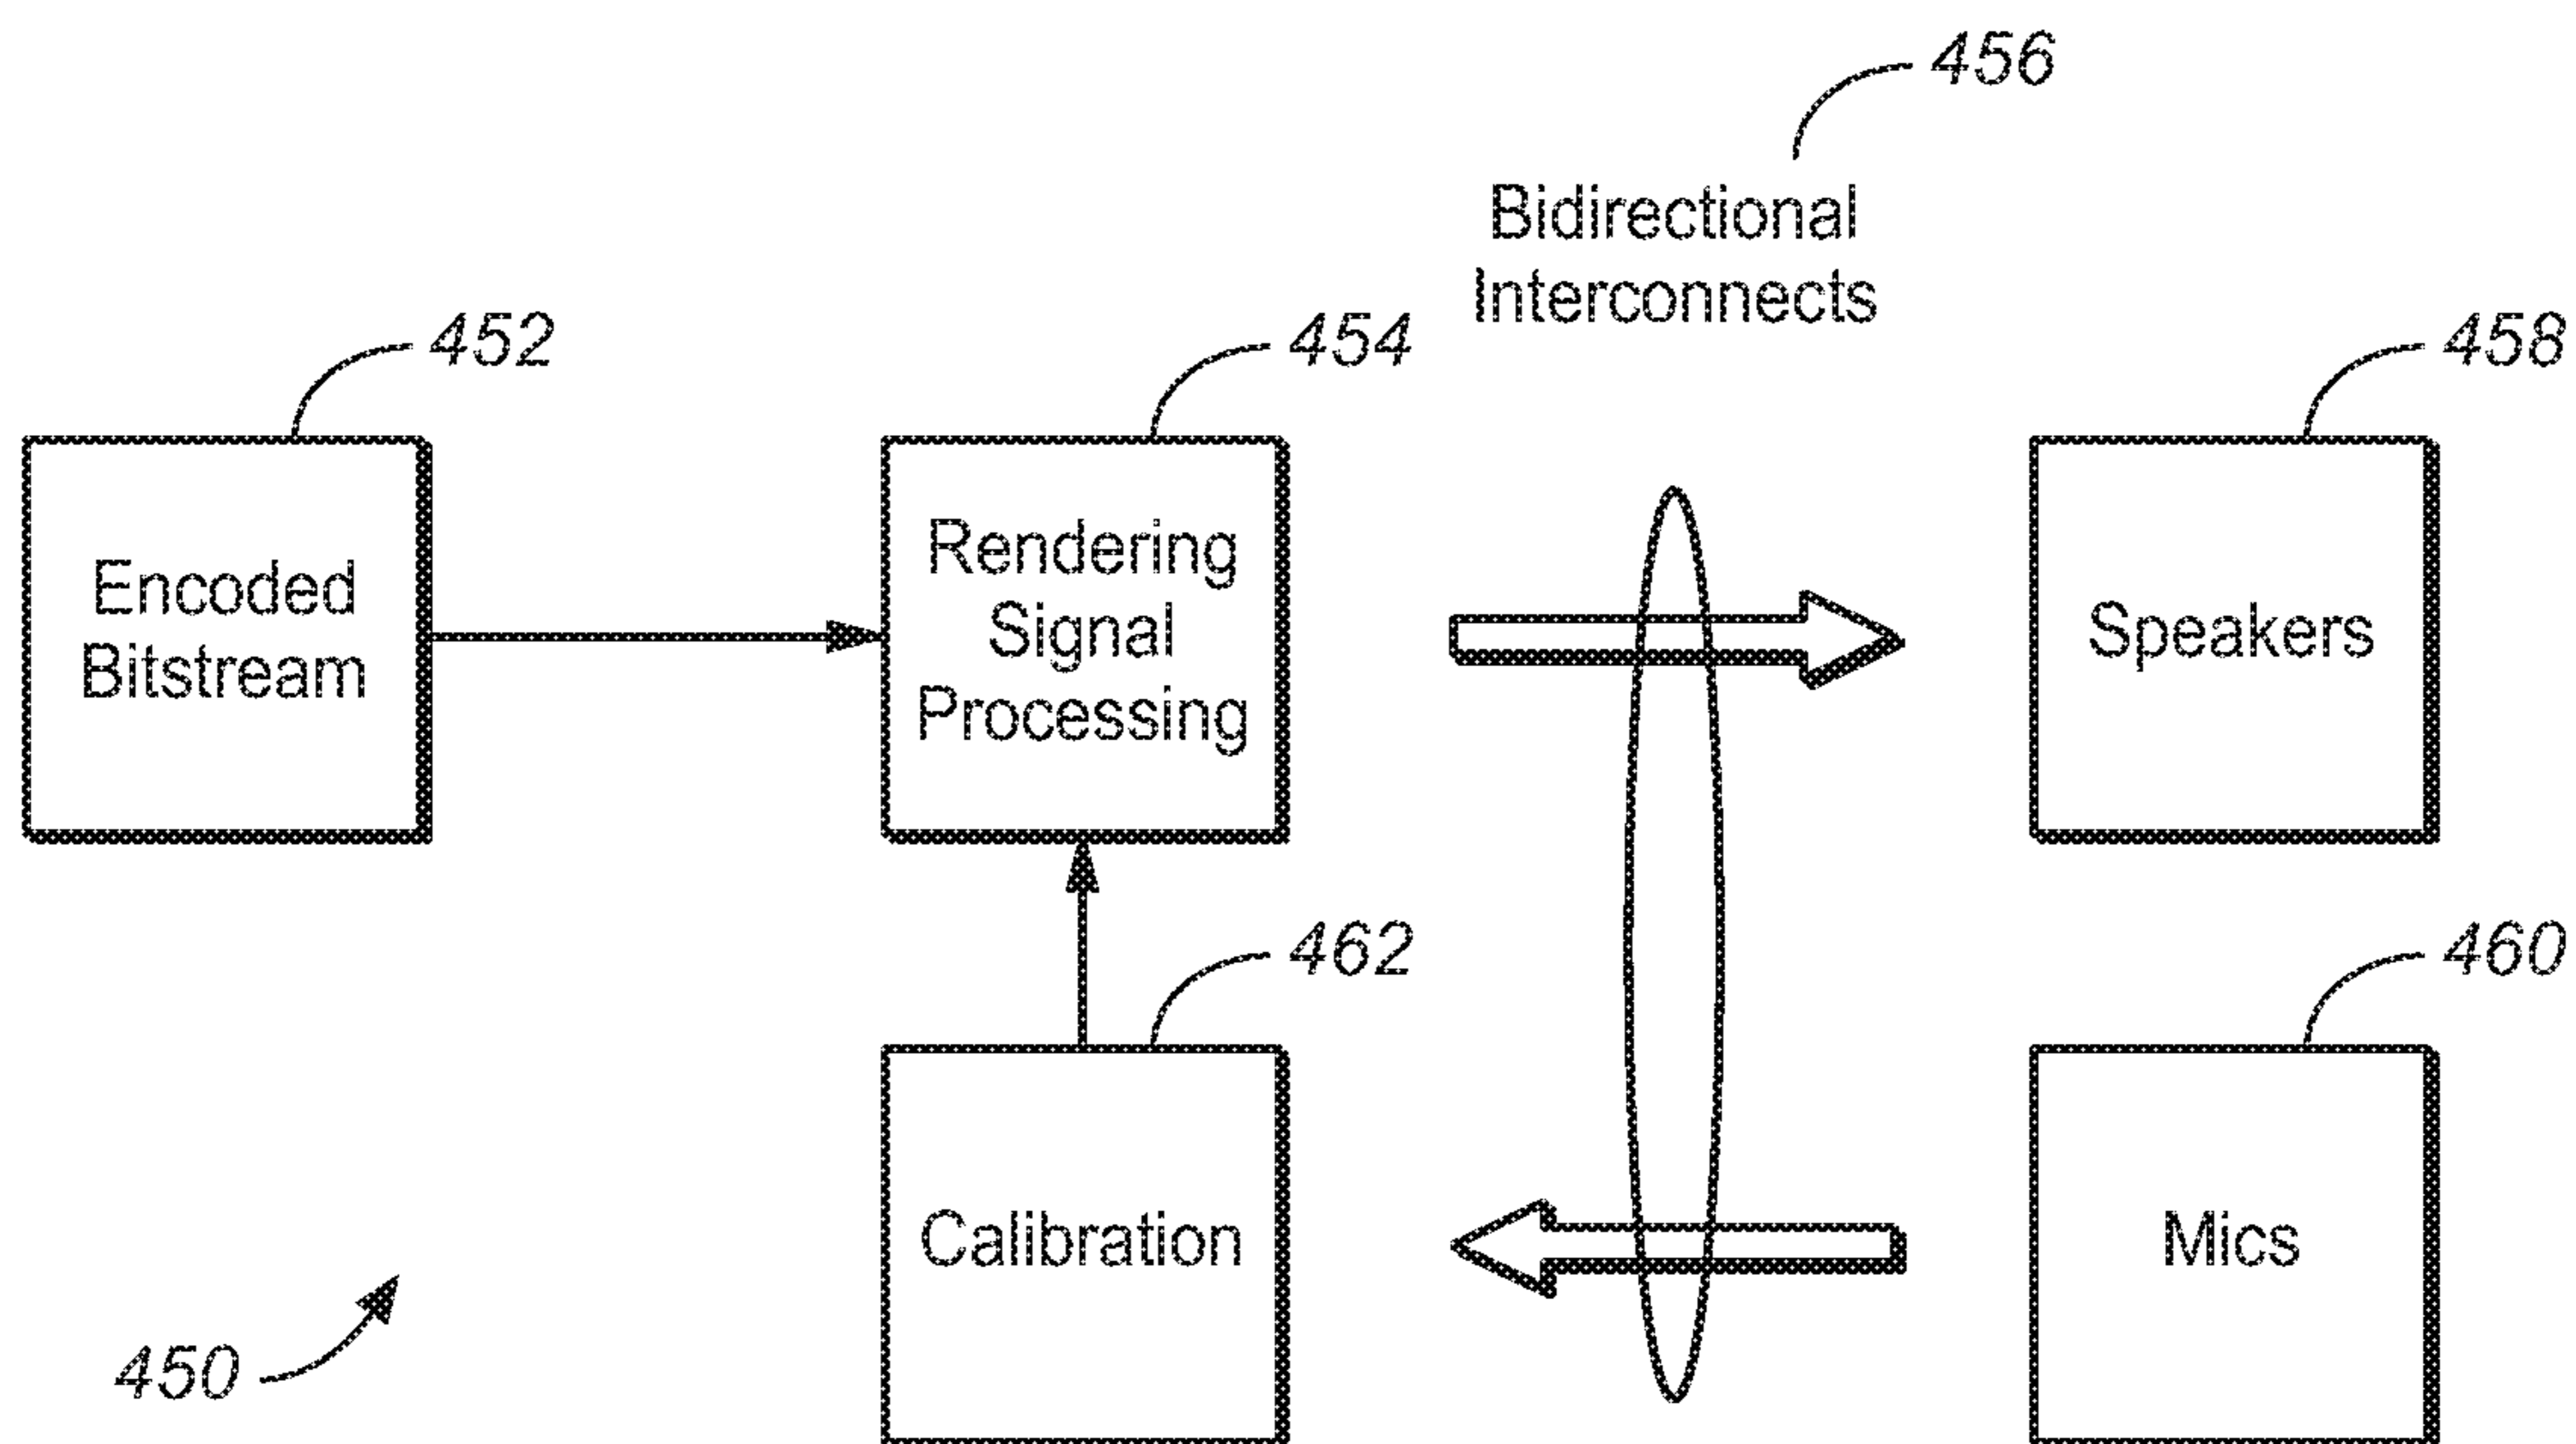 456
Bidirectional
Interconnects
452
454
458
Encoded
Bitstream
Rendering
Signal
Processing
Speakers
462
460
Calibration
Mics
450